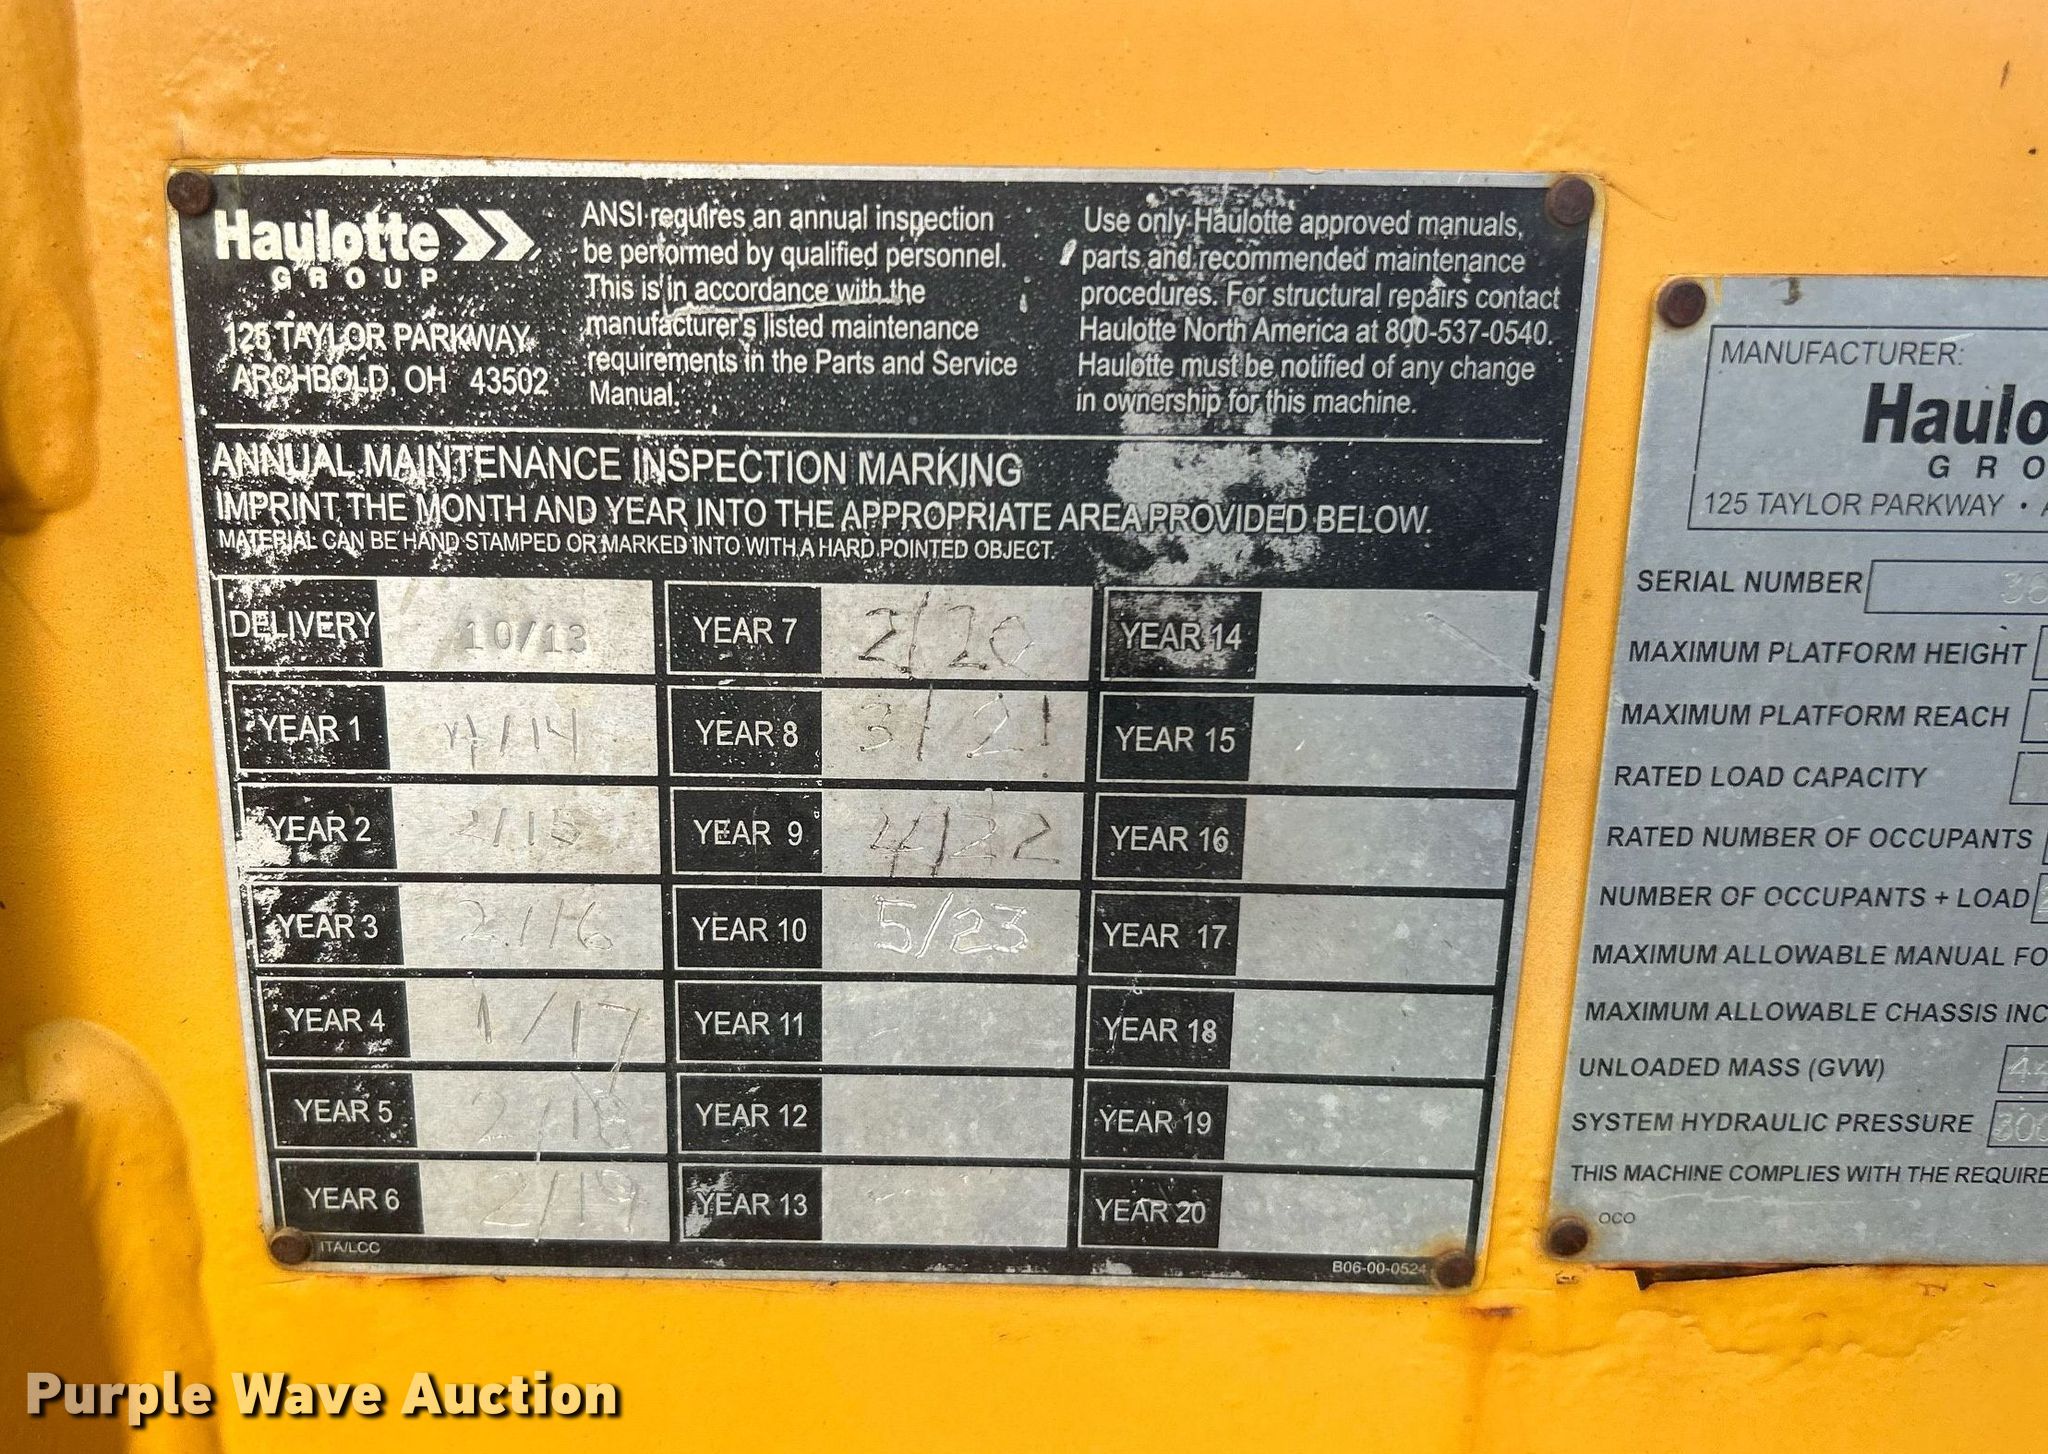 Haulotte
GROUP
125 TAYLOR PARKWAY
ARCHBOLD, OH 43502
ANSI requires an annual inspection
be performed by qualified personnel.
This is in accordance with the
manufacturer's listed maintenance
requirements in the Parts and Service
Manual.
Use only Haulotte approved manuals,
parts and recommended maintenance
procedures. For structural repairs contact
Haulotte North America at 800-537-0540.
Haulotte must be notified of any change
in ownership for this machine.
ANNUAL MAINTENANCE INSPECTION MARKING
IMPRINT THE MONTH AND YEAR INTO THE APPROPRIATE AREA PROVIDED BELOW.
MATERIAL CAN BE HAND STAMPED OR MARKED INTO WITH A HARD POINTED OBJECT.
DELIVERY 10/13
YEAR 1 4/14
YEAR 2 2/15
YEAR 3 2/16
YEAR 4 1/17
YEAR 5 2/18
YEAR 6 2/19
YEAR 7 2/20
YEAR 8 3/21
YEAR 9 4/22
YEAR 10 5/23
YEAR 11
YEAR 12
YEAR 13
YEAR 14
YEAR 15
YEAR 16
YEAR 17
YEAR 18
YEAR 19
YEAR 20
ITA/LCC
B06-00-0524
MANUFACTURER:
Haulo
GRO
125 TAYLOR PARKWAY •
SERIAL NUMBER
MAXIMUM PLATFORM HEIGHT
MAXIMUM PLATFORM REACH
RATED LOAD CAPACITY
RATED NUMBER OF OCCUPANTS
NUMBER OF OCCUPANTS + LOAD
MAXIMUM ALLOWABLE MANUAL FO
MAXIMUM ALLOWABLE CHASSIS INC
UNLOADED MASS (GVW)
SYSTEM HYDRAULIC PRESSURE 300
THIS MACHINE COMPLIES WITH THE REQUIRE
OCO
Purple Wave Auction